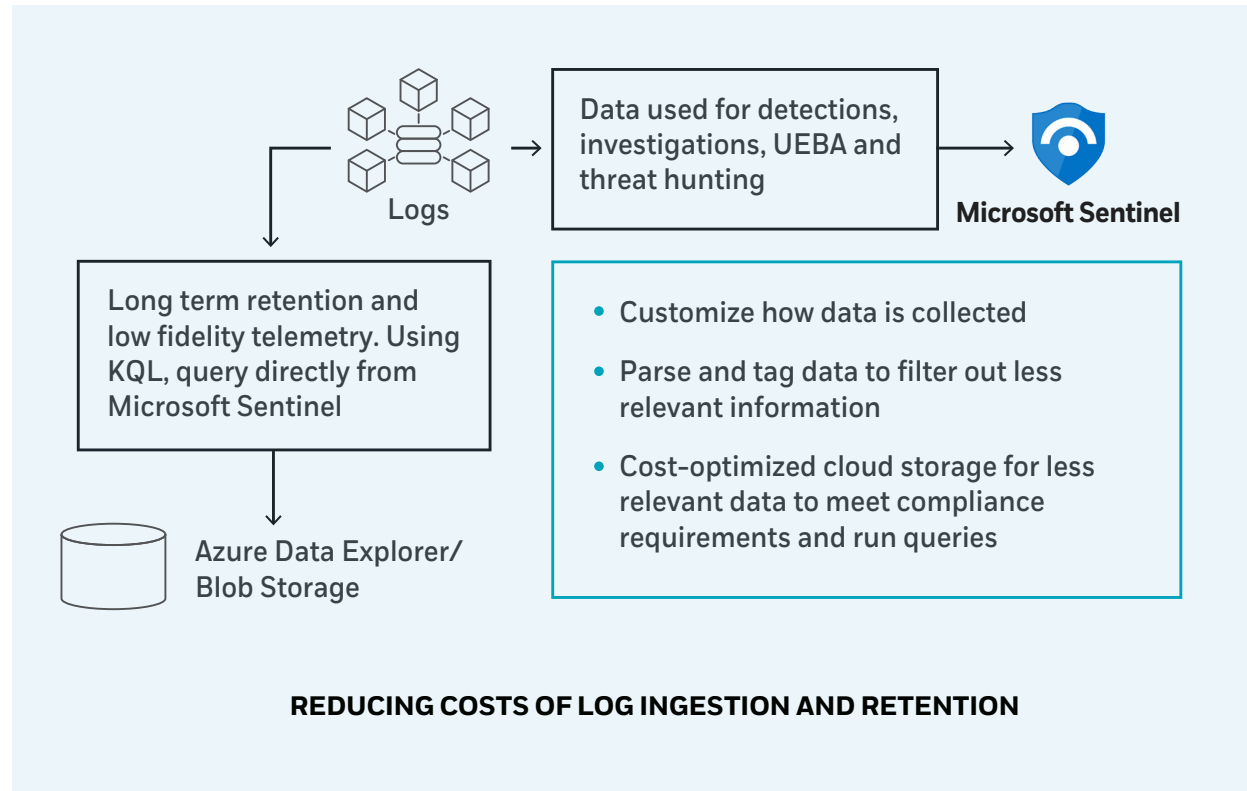 Logs
Data used for detections,
investigations, UEBA and
threat hunting
Microsoft Sentinel
Long term retention and
low fidelity telemetry. Using
KQL, query directly from
Microsoft Sentinel
Azure Data Explorer/
Blob Storage
• Customize how data is collected
• Parse and tag data to filter out less
relevant information
• Cost-optimized cloud storage for less
relevant data to meet compliance
requirements and run queries
REDUCING COSTS OF LOG INGESTION AND RETENTION